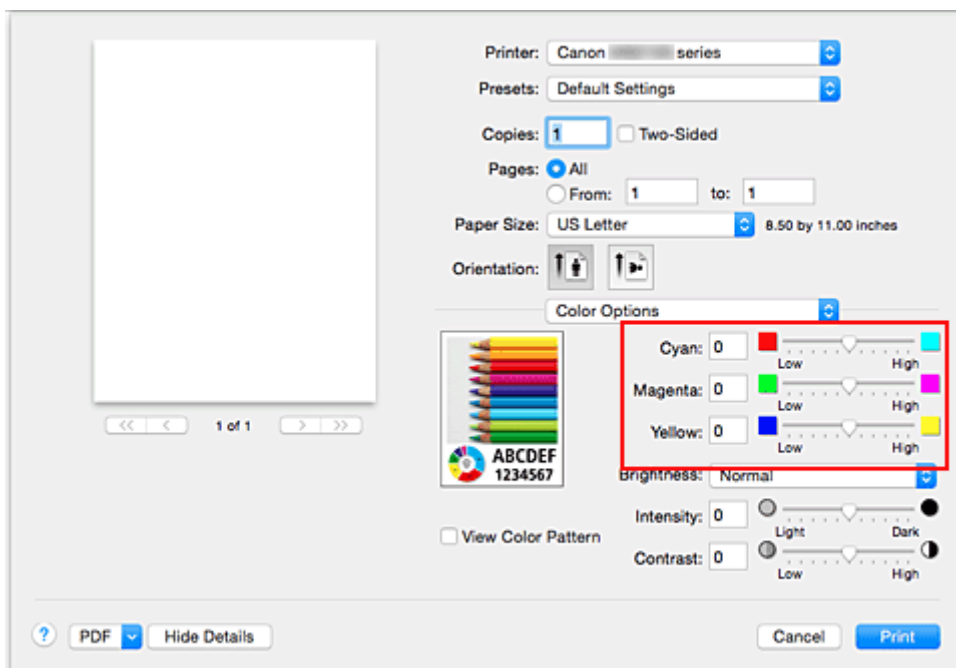 Printer: Canon series
Presets: Default Settings
Copies: 1 Two-Sided
Pages: All
From: 1 to: 1
Paper Size: US Letter 8.50 by 11.00 inches
Orientation:
Color Options
Cyan: 0
Low High
Magenta: 0
Low High
Yellow: 0
Low High
1 of 1
ABCDEF
1234567
Brightness: Normal
Intensity: 0
Light Dark
View Color Pattern
Contrast: 0
Low High
? PDF Hide Details Cancel Print